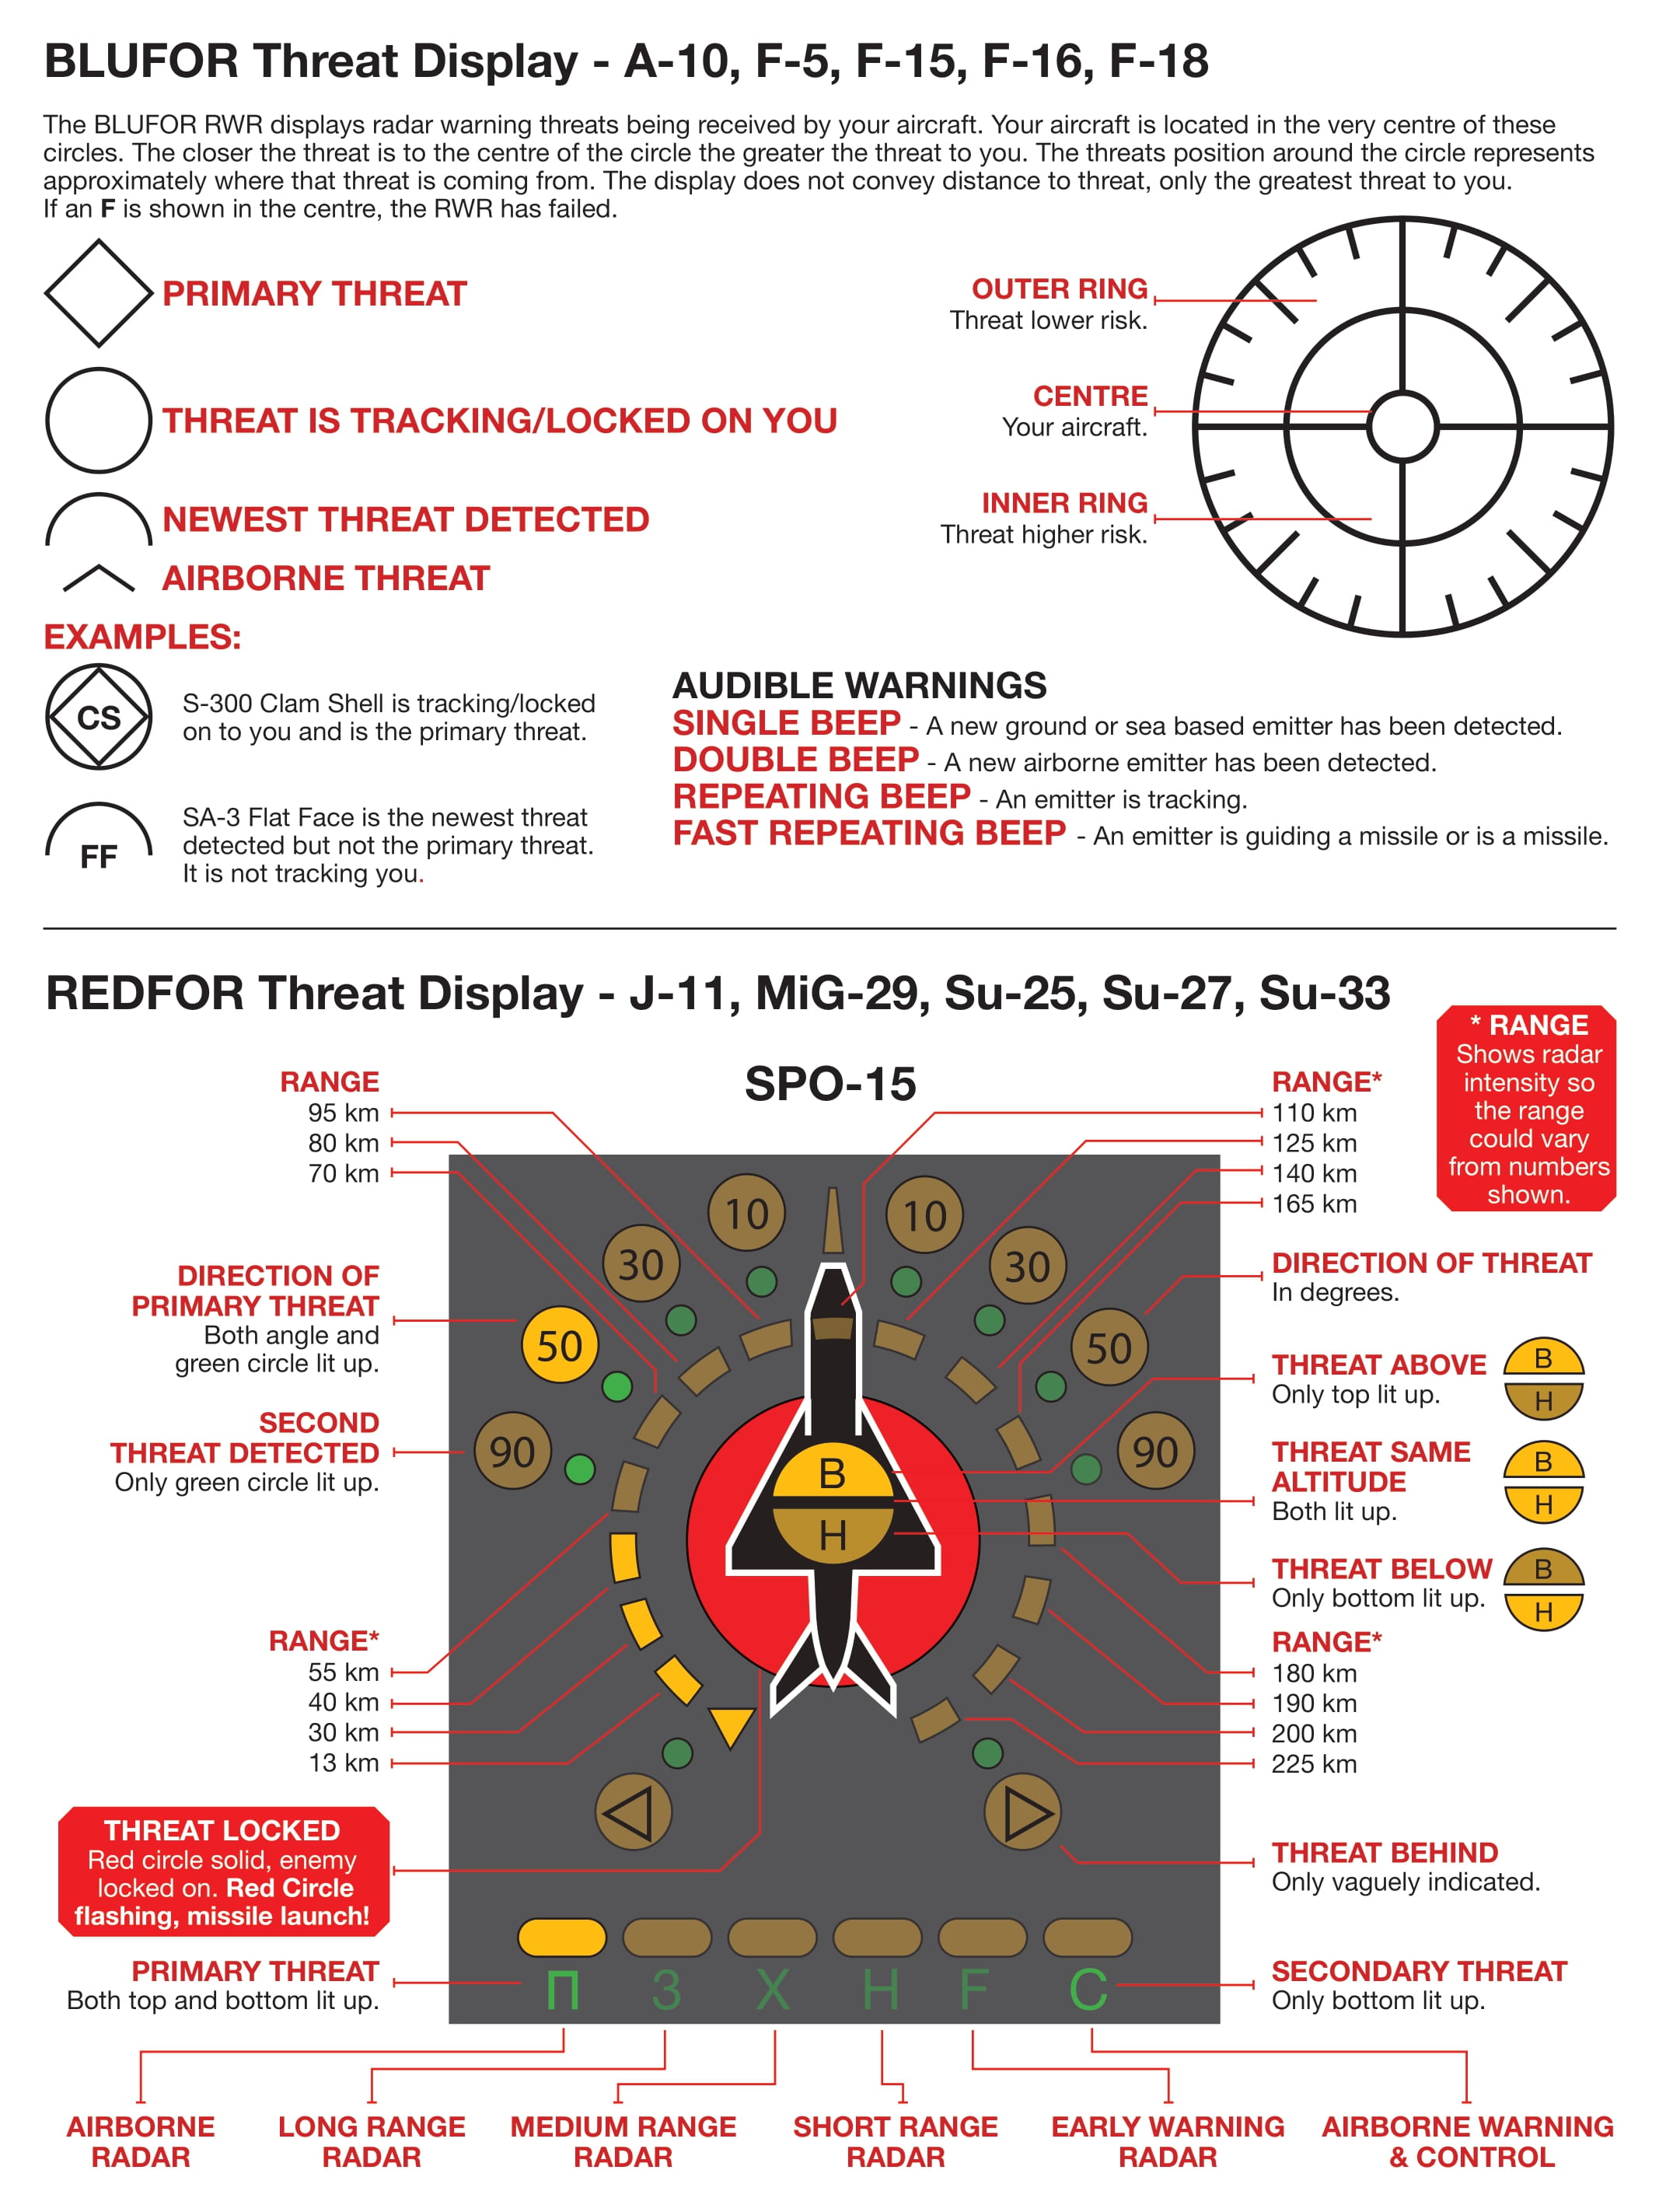 BLUFOR Threat Display - A-10, F-5, F-15, F-16, F-18
The BLUFOR RWR displays radar warning threats being received by your aircraft. Your aircraft is located in the very centre of these
circles. The closer the threat is to the centre of the circle the greater the threat to you. The threats position around the circle represents
approximately where that threat is coming from. The display does not convey distance to threat, only the greatest threat to you.
If an F is shown in the centre, the RWR has failed.
PRIMARY THREAT
THREAT IS TRACKING/LOCKED ON YOU
NEWEST THREAT DETECTED
AIRBORNE THREAT
OUTER RING
Threat lower risk.
CENTRE
Your aircraft.
INNER RING
Threat higher risk.
EXAMPLES:
CS
S-300 Clam Shell is tracking/locked
on to you and is the primary threat.
FF
SA-3 Flat Face is the newest threat
detected but not the primary threat.
It is not tracking you.
AUDIBLE WARNINGS
SINGLE BEEP - A new ground or sea based emitter has been detected.
DOUBLE BEEP - A new airborne emitter has been detected.
REPEATING BEEP - An emitter is tracking.
FAST REPEATING BEEP - An emitter is guiding a missile or is a missile.
REDFOR Threat Display - J-11, MiG-29, Su-25, Su-27, Su-33
SPO-15
* RANGE
Shows radar
intensity so
the range
could vary
from numbers
shown.
RANGE
95 km
80 km
70 km
DIRECTION OF
PRIMARY THREAT
Both angle and
green circle lit up.
SECOND
THREAT DETECTED
Only green circle lit up.
RANGE*
55 km
40 km
30 km
13 km
THREAT LOCKED
Red circle solid, enemy
locked on. Red Circle
flashing, missile launch!
PRIMARY THREAT
Both top and bottom lit up.
10
10
30
30
50
50
90
90
B
H
П
З
X
H
F
C
RANGE*
110 km
125 km
140 km
165 km
DIRECTION OF THREAT
In degrees.
THREAT ABOVE
Only top lit up.
B
H
THREAT SAME
ALTITUDE
Both lit up.
B
H
THREAT BELOW
Only bottom lit up.
B
H
RANGE*
180 km
190 km
200 km
225 km
THREAT BEHIND
Only vaguely indicated.
SECONDARY THREAT
Only bottom lit up.
AIRBORNE
RADAR
LONG RANGE
RADAR
MEDIUM RANGE
RADAR
SHORT RANGE
RADAR
EARLY WARNING
RADAR
AIRBORNE WARNING
& CONTROL